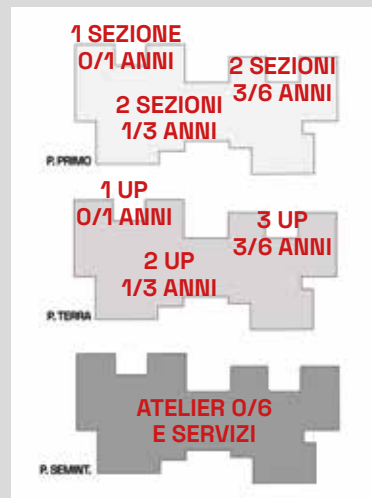 1 SEZIONE
0/1 ANNI
2 SEZIONI
3/6 ANNI
2 SEZIONI
1/3 ANNI
P. PRIMO
1 UP
0/1 ANNI
3 UP
3/6 ANNI
2 UP
1/3 ANNI
P. TERRA
ATELIER 0/6
E SERVIZI
P. SEMINT.